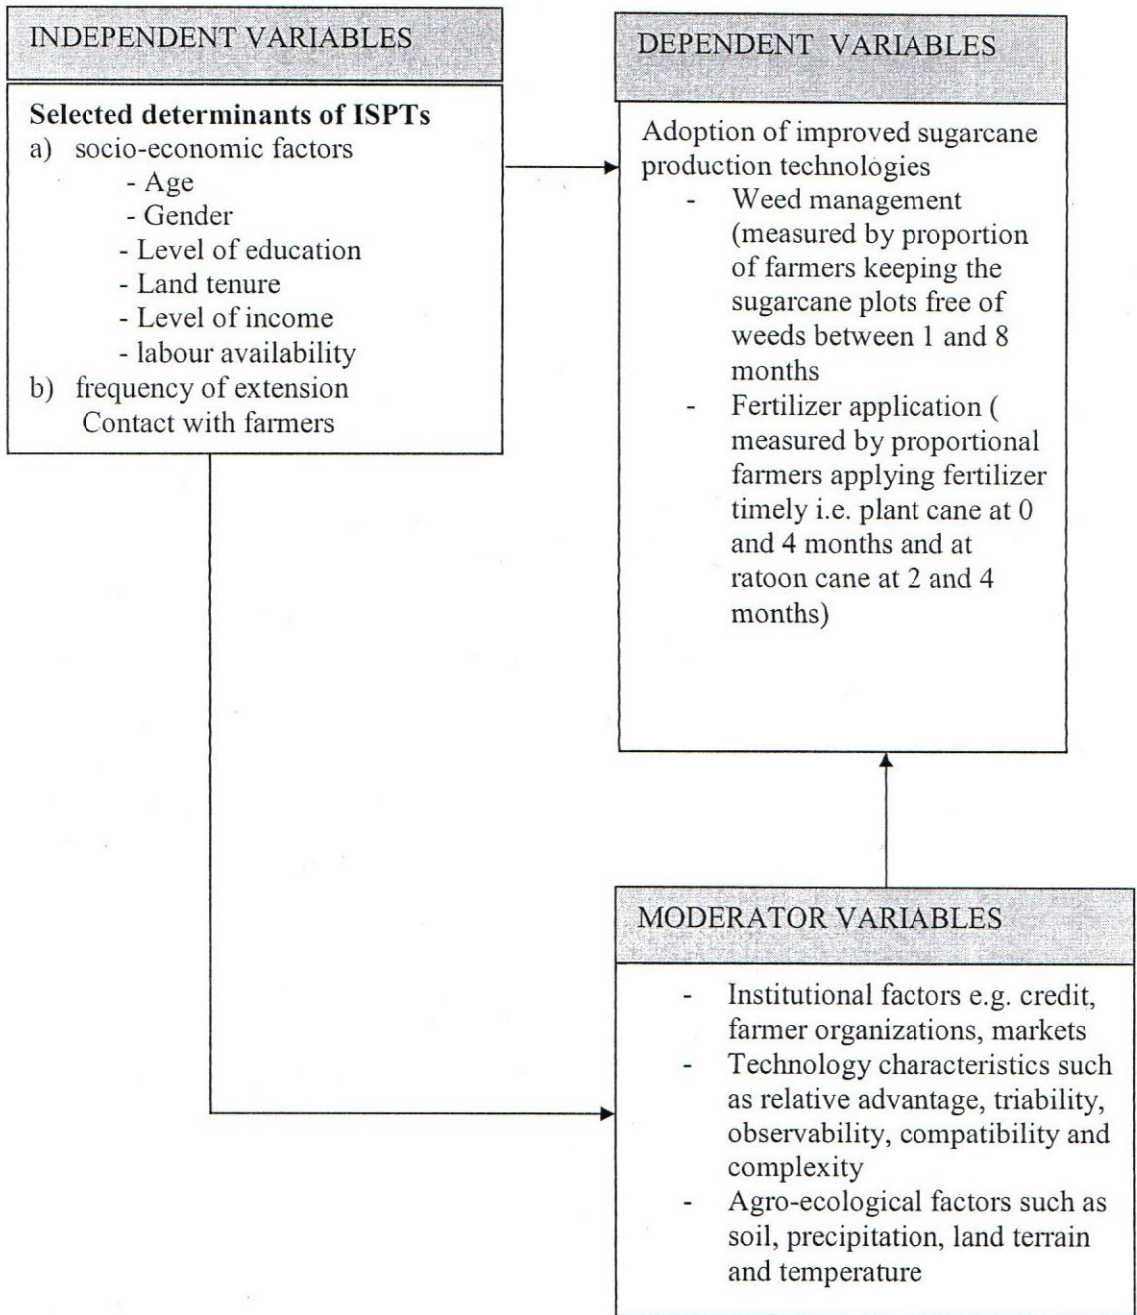 INDEPENDENT VARIABLES
Selected determinants of ISPTs
a) socio-economic factors
- Age
- Gender
- Level of education
- Land tenure
- Level of income
- labour availability
b) frequency of extension
Contact with farmers
DEPENDENT VARIABLES
Adoption of improved sugarcane
production technologies
- Weed management
(measured by proportion
of farmers keeping the
sugarcane plots free of
weeds between 1 and 8
months
- Fertilizer application (
measured by proportional
farmers applying fertilizer
timely i.e. plant cane at 0
and 4 months and at
ratoon cane at 2 and 4
months)
MODERATOR VARIABLES
- Institutional factors e.g. credit,
farmer organizations, markets
- Technology characteristics such
as relative advantage, triability,
observability, compatibility and
complexity
- Agro-ecological factors such as
soil, precipitation, land terrain
and temperature